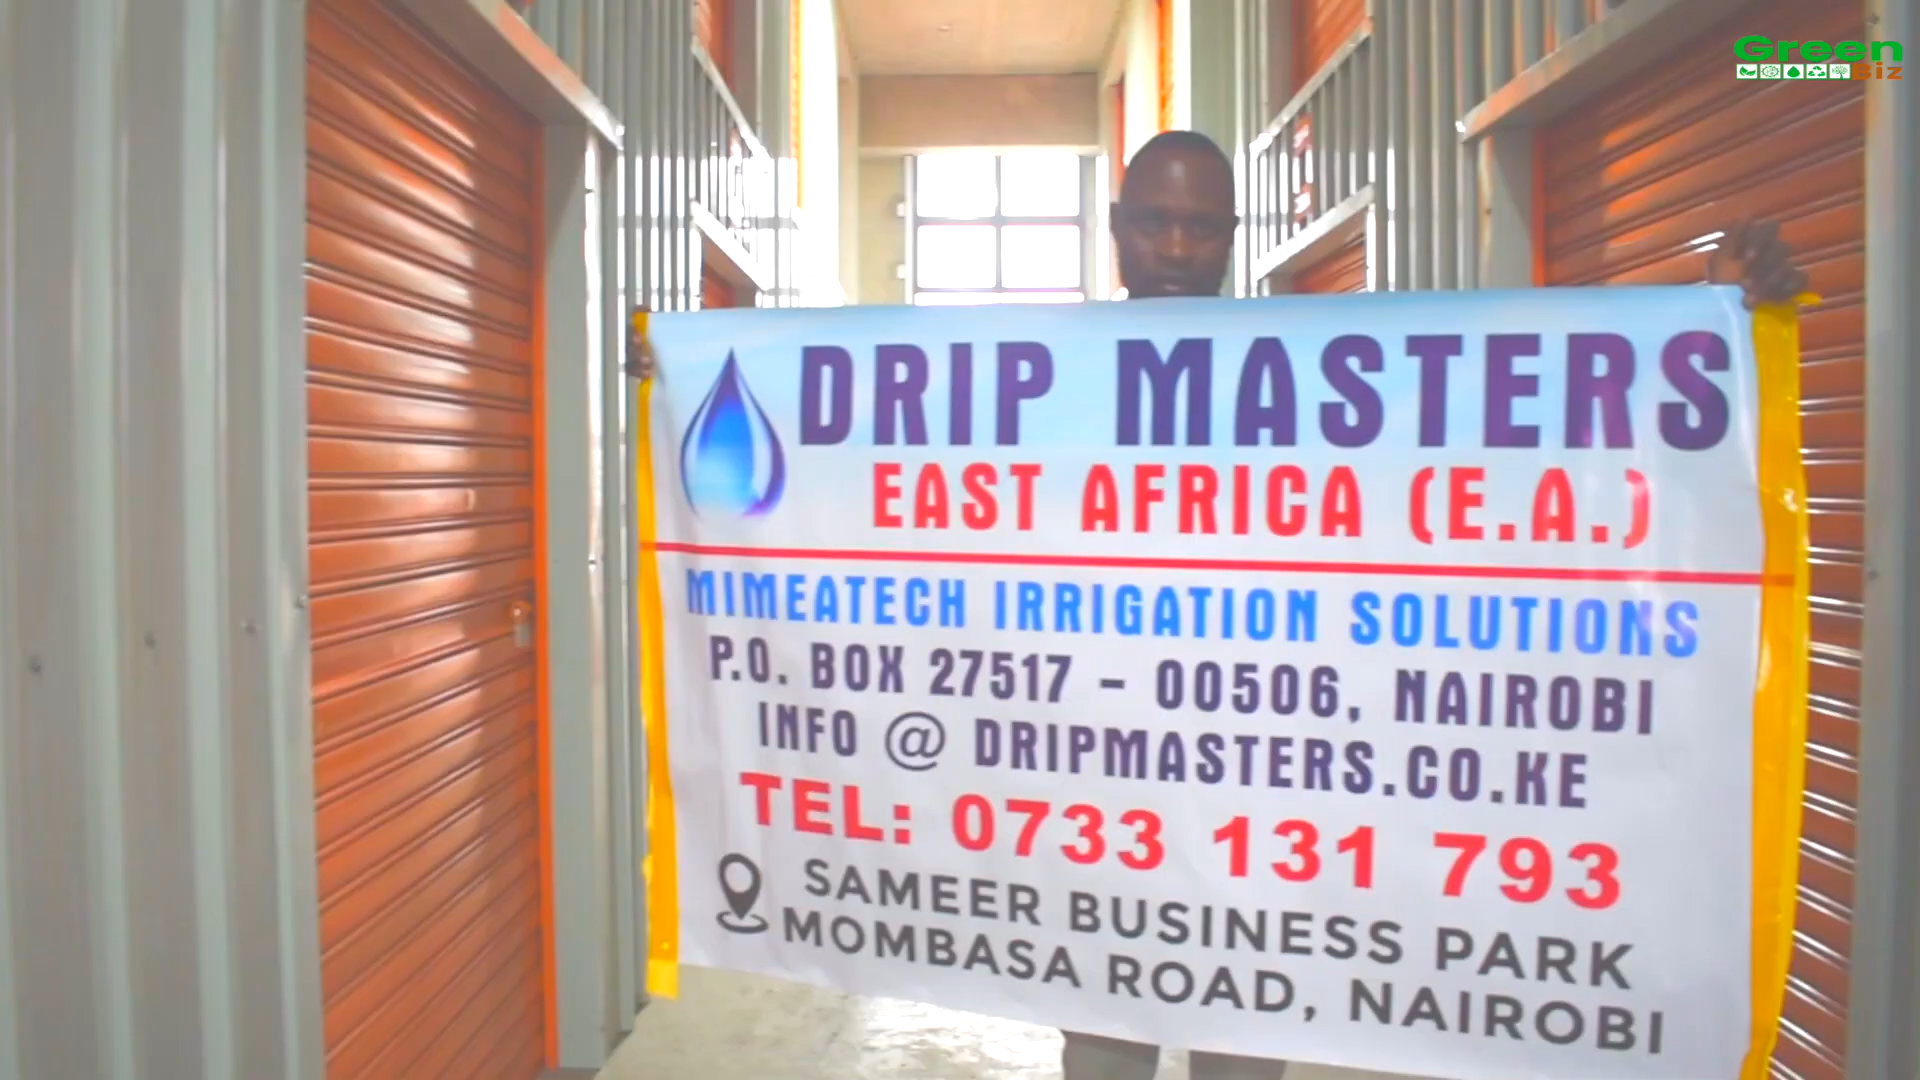 Green
Biz
DRIP MASTERS
EAST AFRICA (E.A.)
MIMEATECH IRRIGATION SOLUTIONS
P.O. BOX 27517 - 00506, NAIROBI
INFO @ DRIPMASTERS.CO.KE
TEL: 0733 131 793
SAMEER BUSINESS PARK
MOMBASA ROAD, NAIROBI